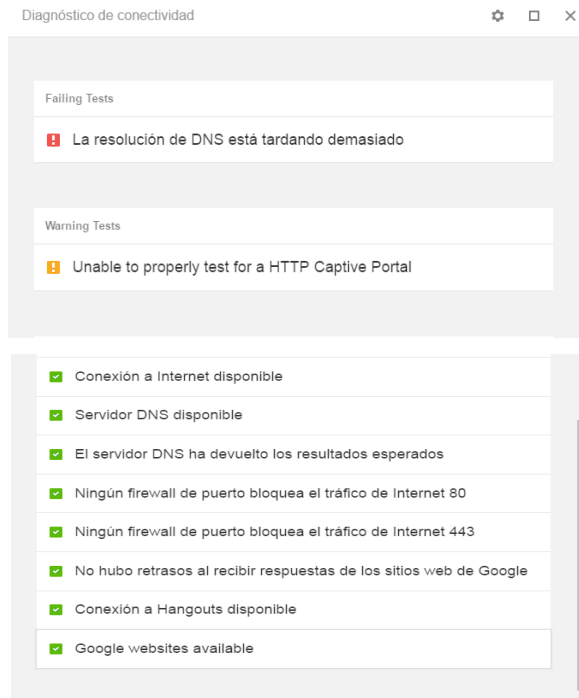 Diagnóstico de conectividad
Failing Tests
La resolución de DNS está tardando demasiado
Warning Tests
Unable to properly test for a HTTP Captive Portal
Conexión a Internet disponible
Servidor DNS disponible
El servidor DNS ha devuelto los resultados esperados
Ningún firewall de puerto bloquea el tráfico de Internet 80
Ningún firewall de puerto bloquea el tráfico de Internet 443
No hubo retrasos al recibir respuestas de los sitios web de Google
Conexión a Hangouts disponible
Google websites available